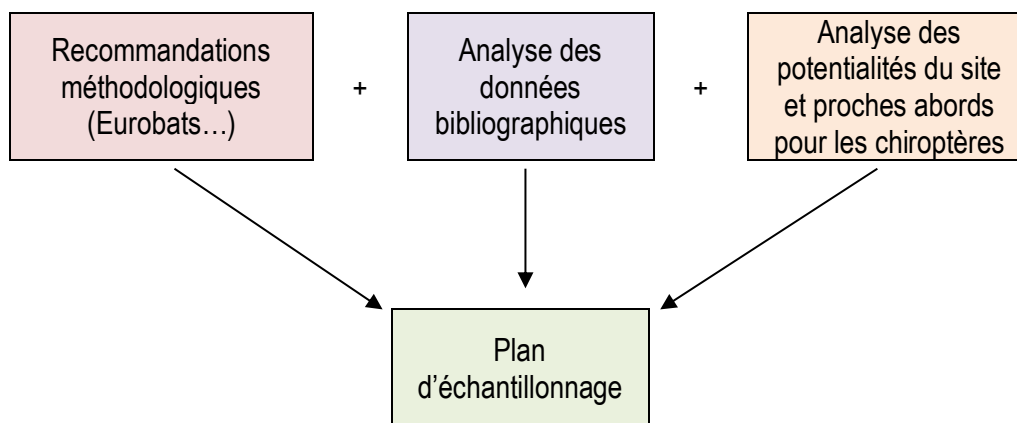 Recommandations
méthodologiques
(Eurobats…)
+
Analyse des
données
bibliographiques
+
Analyse des
potentialités du site
et proches abords
pour les chiroptères
Plan
d’échantillonnage